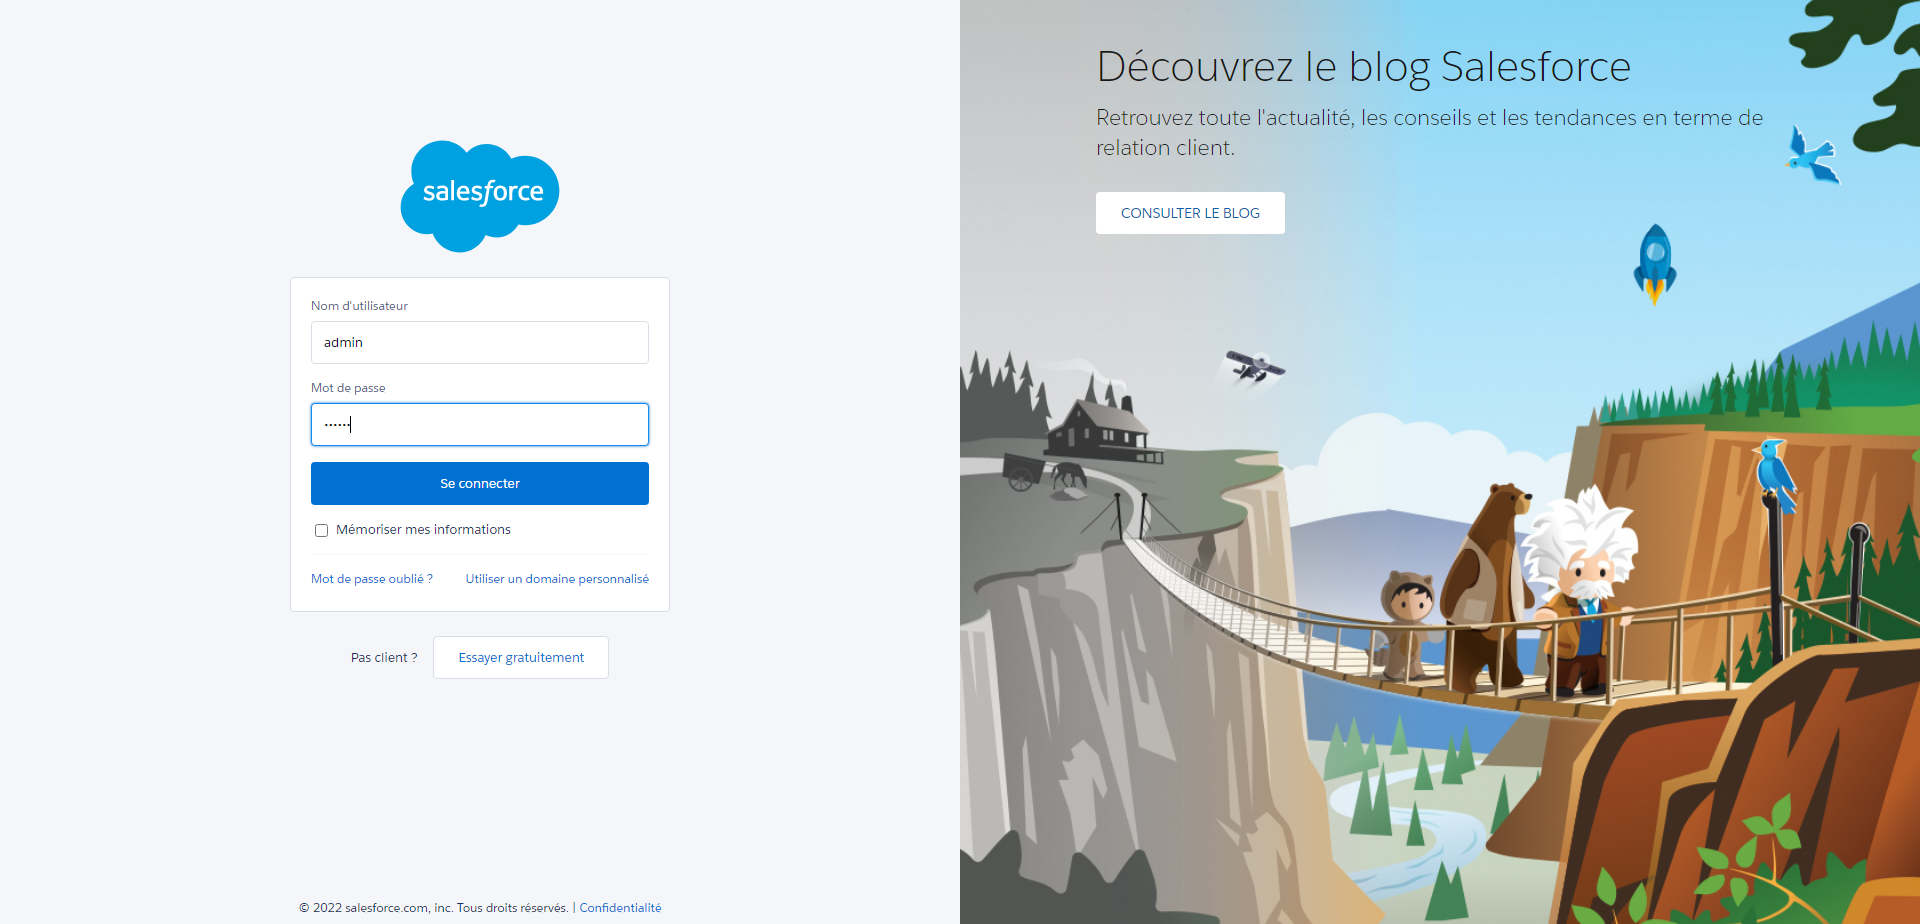 salesforce
Nom d'utilisateur
admin
Mot de passe
••••••
Se connecter
Mémoriser mes informations
Mot de passe oublié ?
Utiliser un domaine personnalisé
Pas client ?
Essayer gratuitement
© 2022 salesforce.com, inc. Tous droits réservés. | Confidentialité
Découvrez le blog Salesforce
Retrouvez toute l'actualité, les conseils et les tendances en terme de
relation client.
CONSULTER LE BLOG